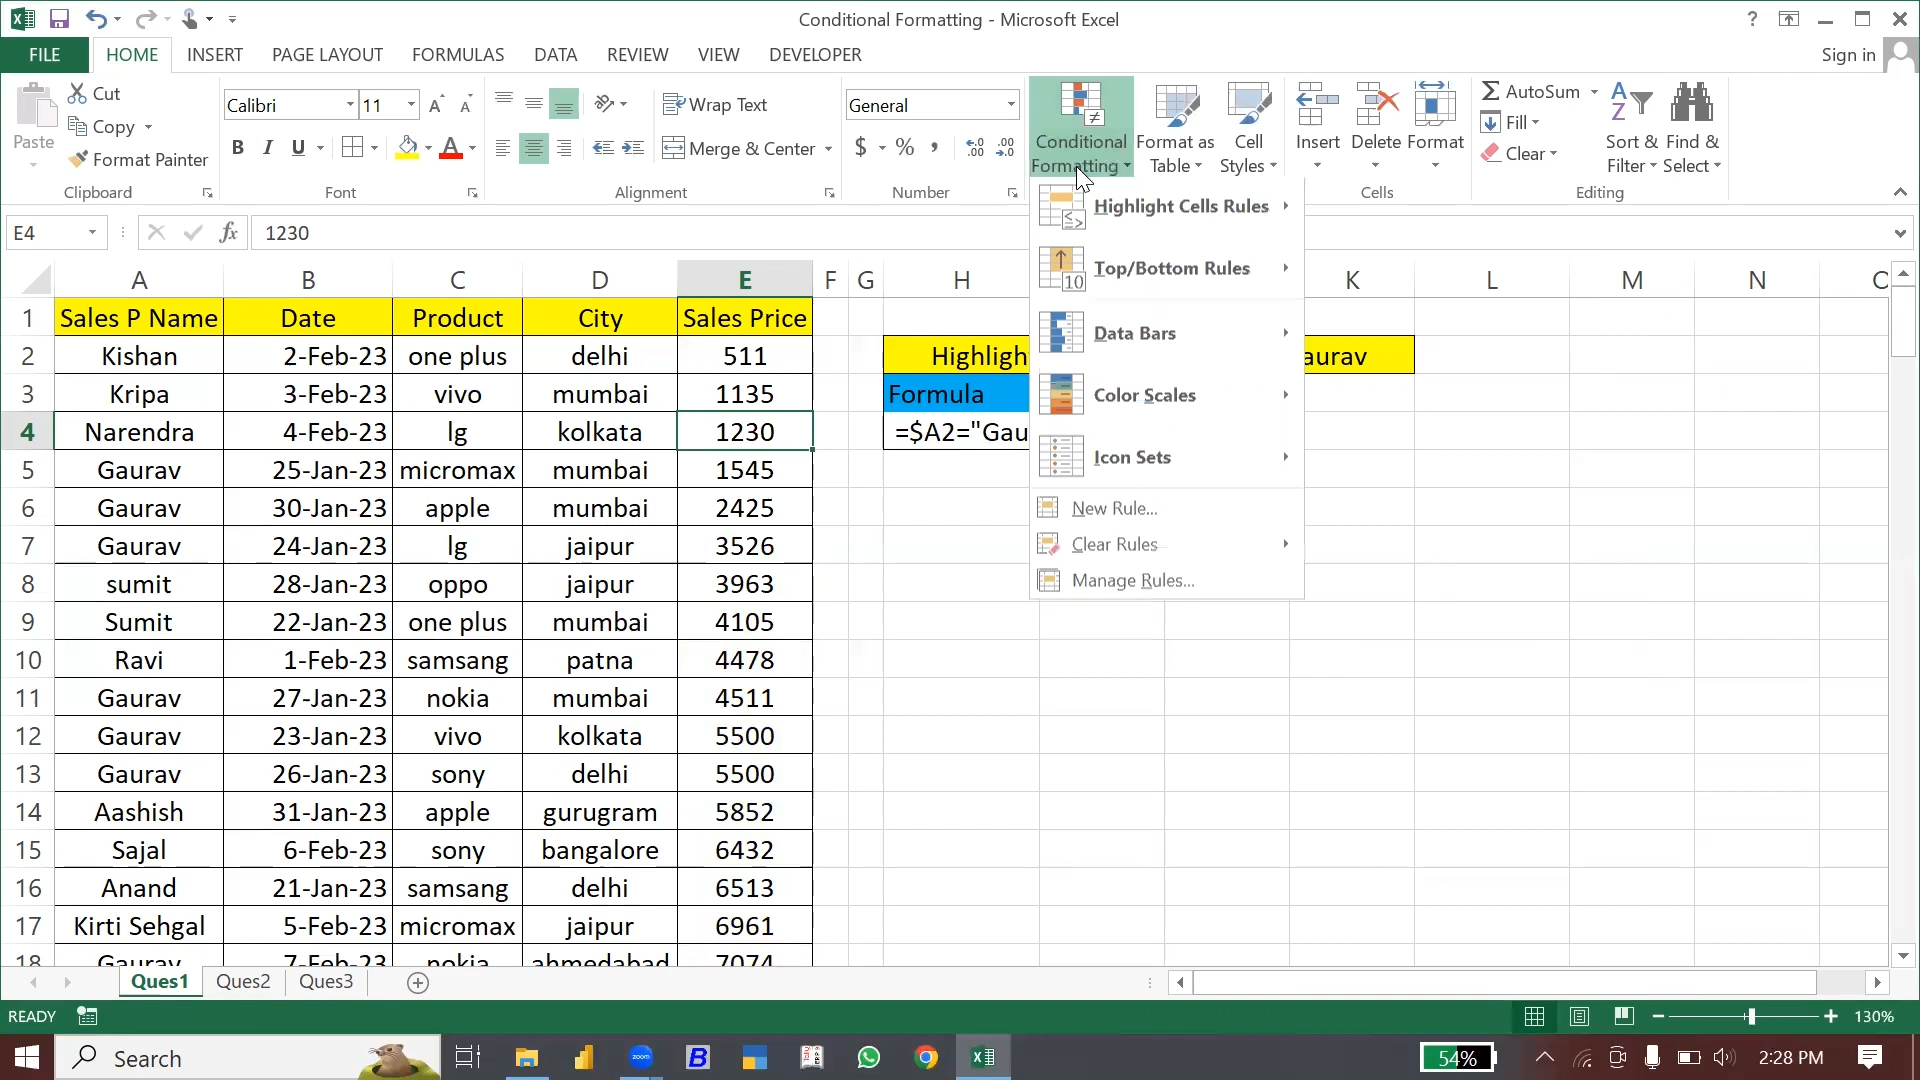 Conditional Formatting - Microsoft Excel ?
FILE HOME INSERT PAGE LAYOUT FORMULAS DATA REVIEW VIEW DEVELOPER Sign in
Paste Cut Copy Format Painter Clipboard
Calibri 11 B I U A Font
Wrap Text Merge & Center Alignment
General $ % , Number
Conditional Formatting Format as Table Cell Styles
Insert Delete Format Cells
AutoSum Fill Clear Sort & Filter Find & Select Editing
E4 fx 1230
Highlight Cells Rules
Top/Bottom Rules
Data Bars
Color Scales
Icon Sets
New Rule...
Clear Rules
Manage Rules...
A B C D E F G H K L M N
1 Sales P Name Date Product City Sales Price
2 Kishan 2-Feb-23 one plus delhi 511 Highligh aurav
3 Kripa 3-Feb-23 vivo mumbai 1135 Formula
4 Narendra 4-Feb-23 lg kolkata 1230 =$A2="Gau
5 Gaurav 25-Jan-23 micromax mumbai 1545
6 Gaurav 30-Jan-23 apple mumbai 2425
7 Gaurav 24-Jan-23 lg jaipur 3526
8 sumit 28-Jan-23 oppo jaipur 3963
9 Sumit 22-Jan-23 one plus mumbai 4105
10 Ravi 1-Feb-23 samsang patna 4478
11 Gaurav 27-Jan-23 nokia mumbai 4511
12 Gaurav 23-Jan-23 vivo kolkata 5500
13 Gaurav 26-Jan-23 sony delhi 5500
14 Aashish 31-Jan-23 apple gurugram 5852
15 Sajal 6-Feb-23 sony bangalore 6432
16 Anand 21-Jan-23 samsang delhi 6513
17 Kirti Sehgal 5-Feb-23 micromax jaipur 6961
18 Gaurav 7-Feb-23 nokia ahmedabad 7074
Ques1 Ques2 Ques3
READY 130%
Search zoom B 54% 2:28 PM